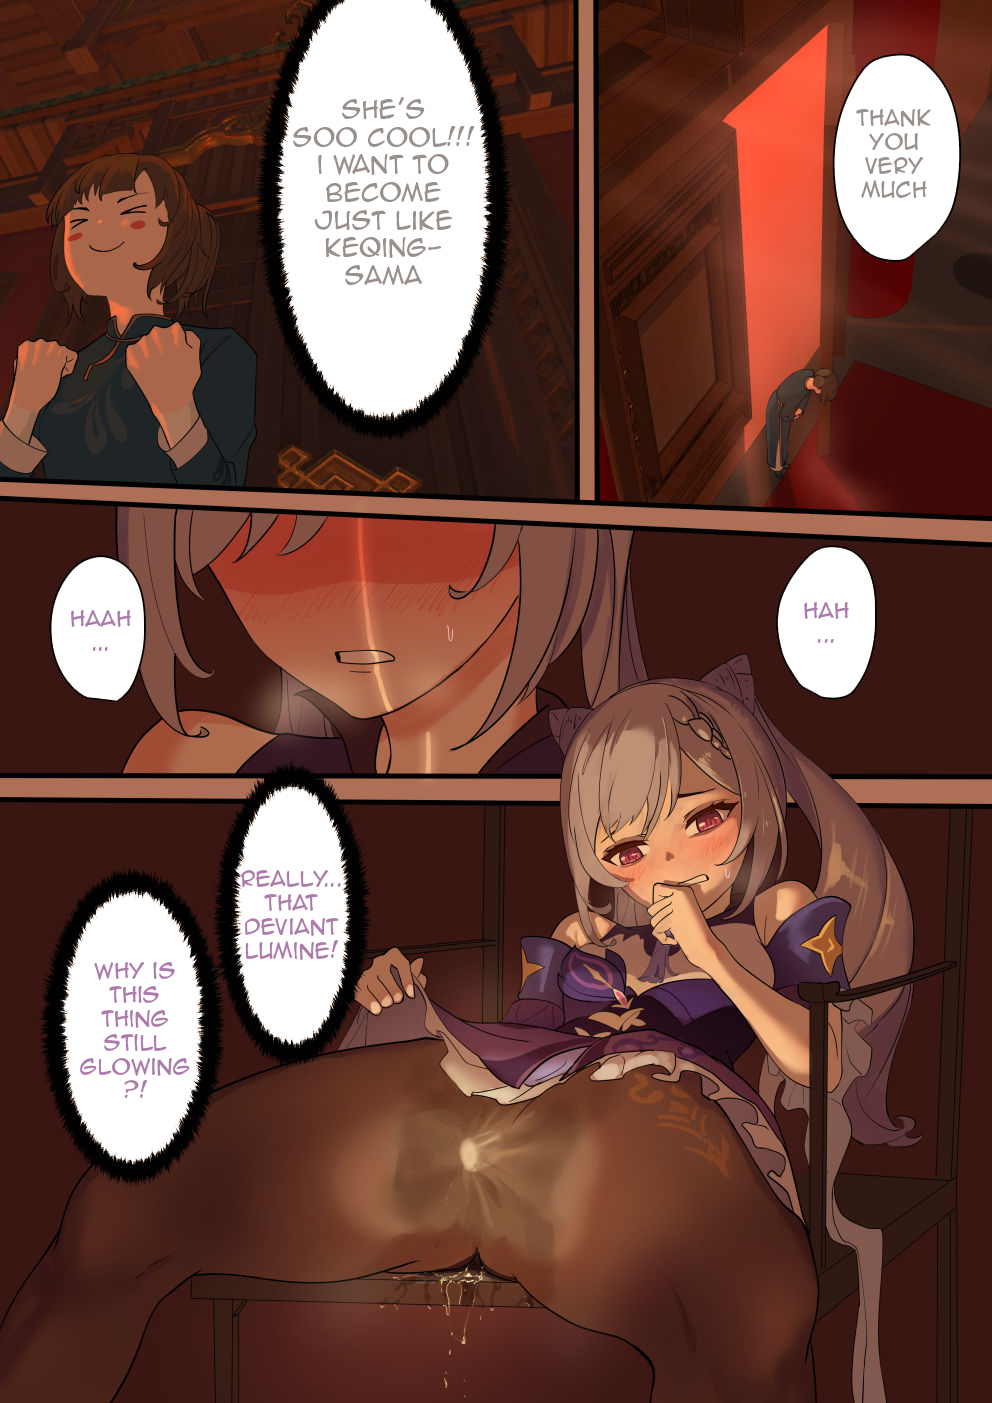 THANK
YOU
VERY
MUCH
SHE'S
SOO COOL!!!
I WANT TO
BECOME
JUST LIKE
KEQING-
SAMA
HAH
...
HAAH
...
REALLY...
THAT
DEVIANT
LUMINE!
WHY IS
THIS
THING
STILL
GLOWING
?!